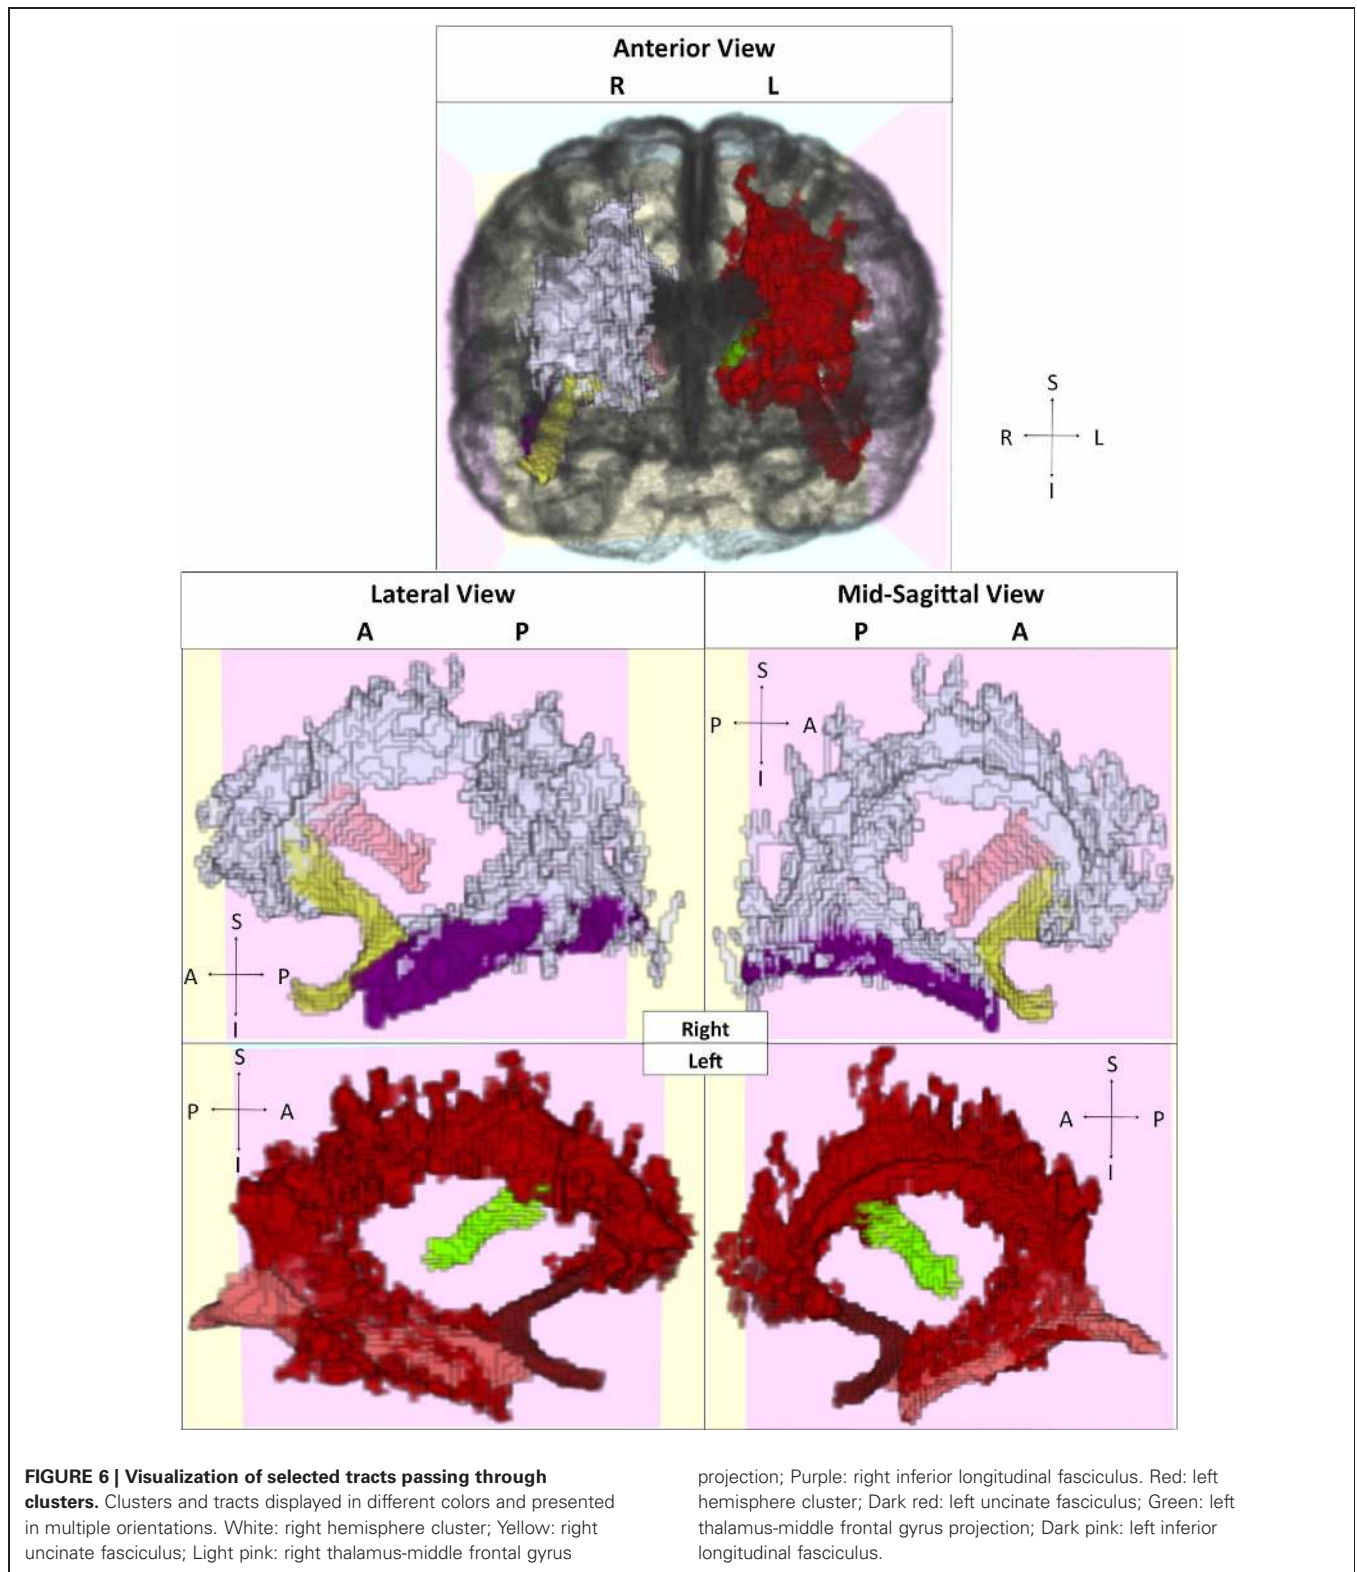 Anterior View
R L
S
R L
I
Lateral View
A P
Mid-Sagittal View
P A
S
P A
I
S
A P
I
Right
Left
S
P A
I
S
A P
I
FIGURE 6 | Visualization of selected tracts passing through
clusters. Clusters and tracts displayed in different colors and presented
in multiple orientations. White: right hemisphere cluster; Yellow: right
uncinate fasciculus; Light pink: right thalamus-middle frontal gyrus
projection; Purple: right inferior longitudinal fasciculus. Red: left
hemisphere cluster; Dark red: left uncinate fasciculus; Green: left
thalamus-middle frontal gyrus projection; Dark pink: left inferior
longitudinal fasciculus.